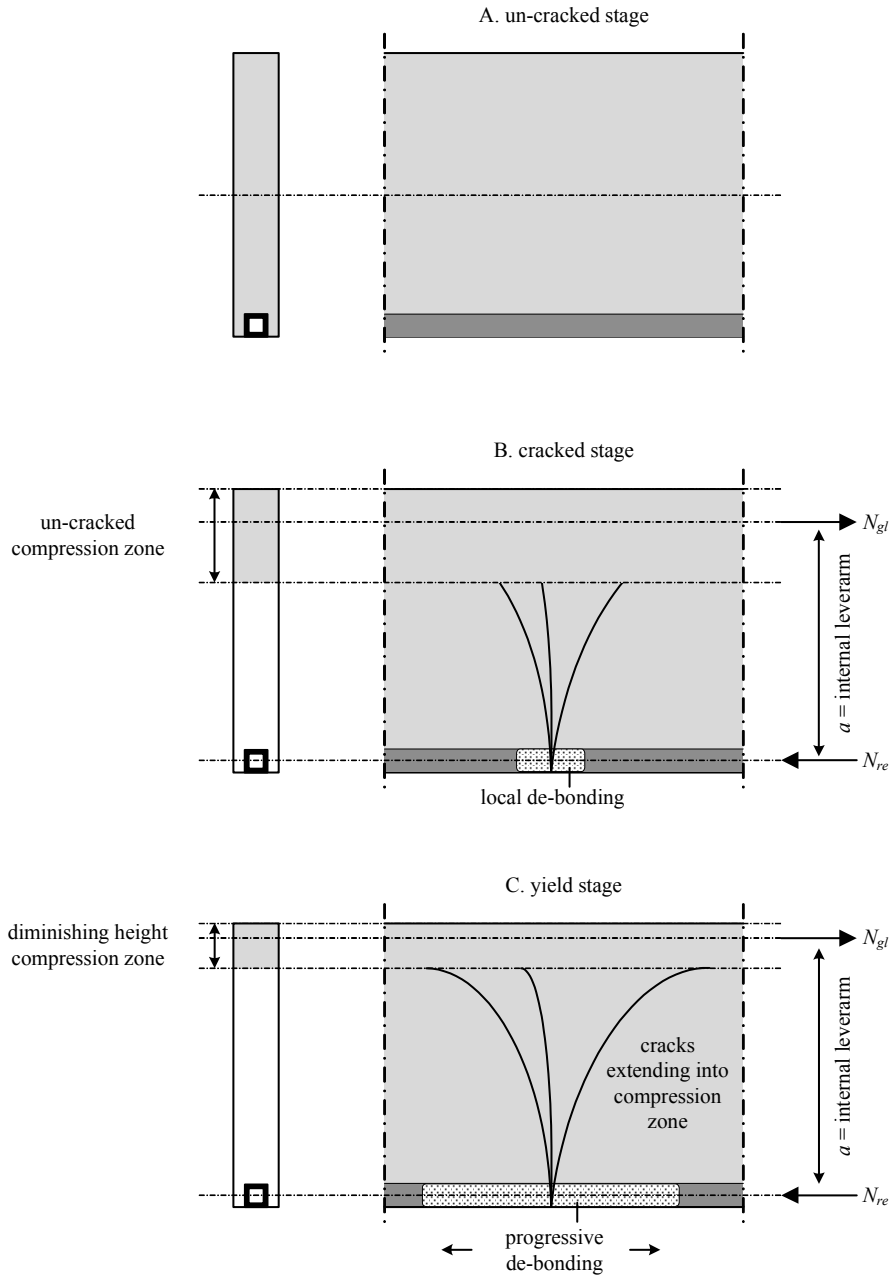 A. un-cracked stage
B. cracked stage
un-cracked
compression zone
N_gl
a = internal leverarm
N_re
local de-bonding
C. yield stage
diminishing height
compression zone
N_gl
cracks
extending into
compression
zone
a = internal leverarm
N_re
progressive
de-bonding